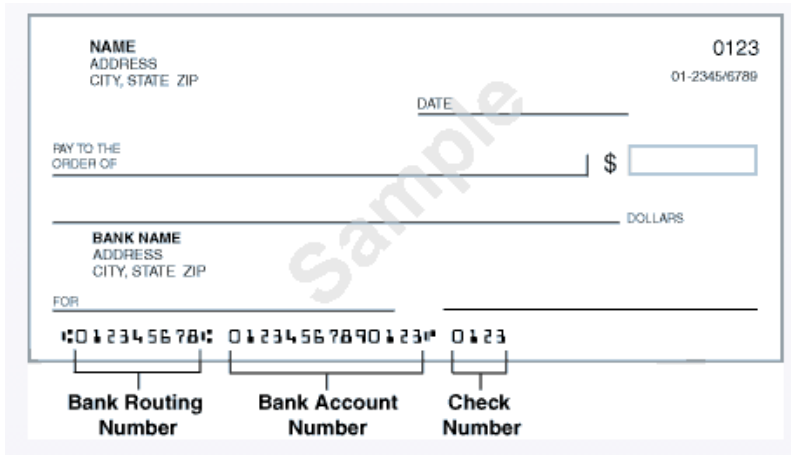 NAME
ADDRESS
CITY, STATE ZIP
0123
01-2345/6789
DATE
PAY TO THE
ORDER OF
$
DOLLARS
Sample
BANK NAME
ADDRESS
CITY, STATE ZIP
FOR
⑆012345678⑆ 01234567890123⑈ 0123
Bank Routing Number
Bank Account Number
Check Number